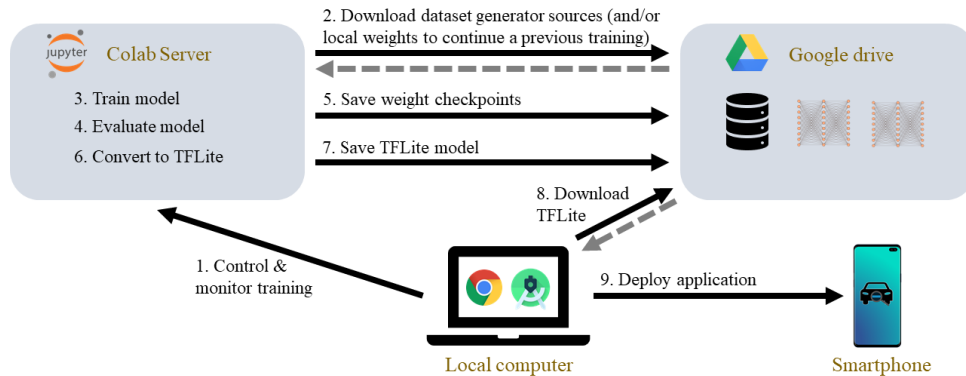 2. Download dataset generator sources (and/or
local weights to continue a previous training)
jupyter
Colab Server
Google drive
3. Train model
4. Evaluate model
6. Convert to TFLite
5. Save weight checkpoints
7. Save TFLite model
8. Download
TFLite
1. Control &
monitor training
9. Deploy application
Local computer
Smartphone